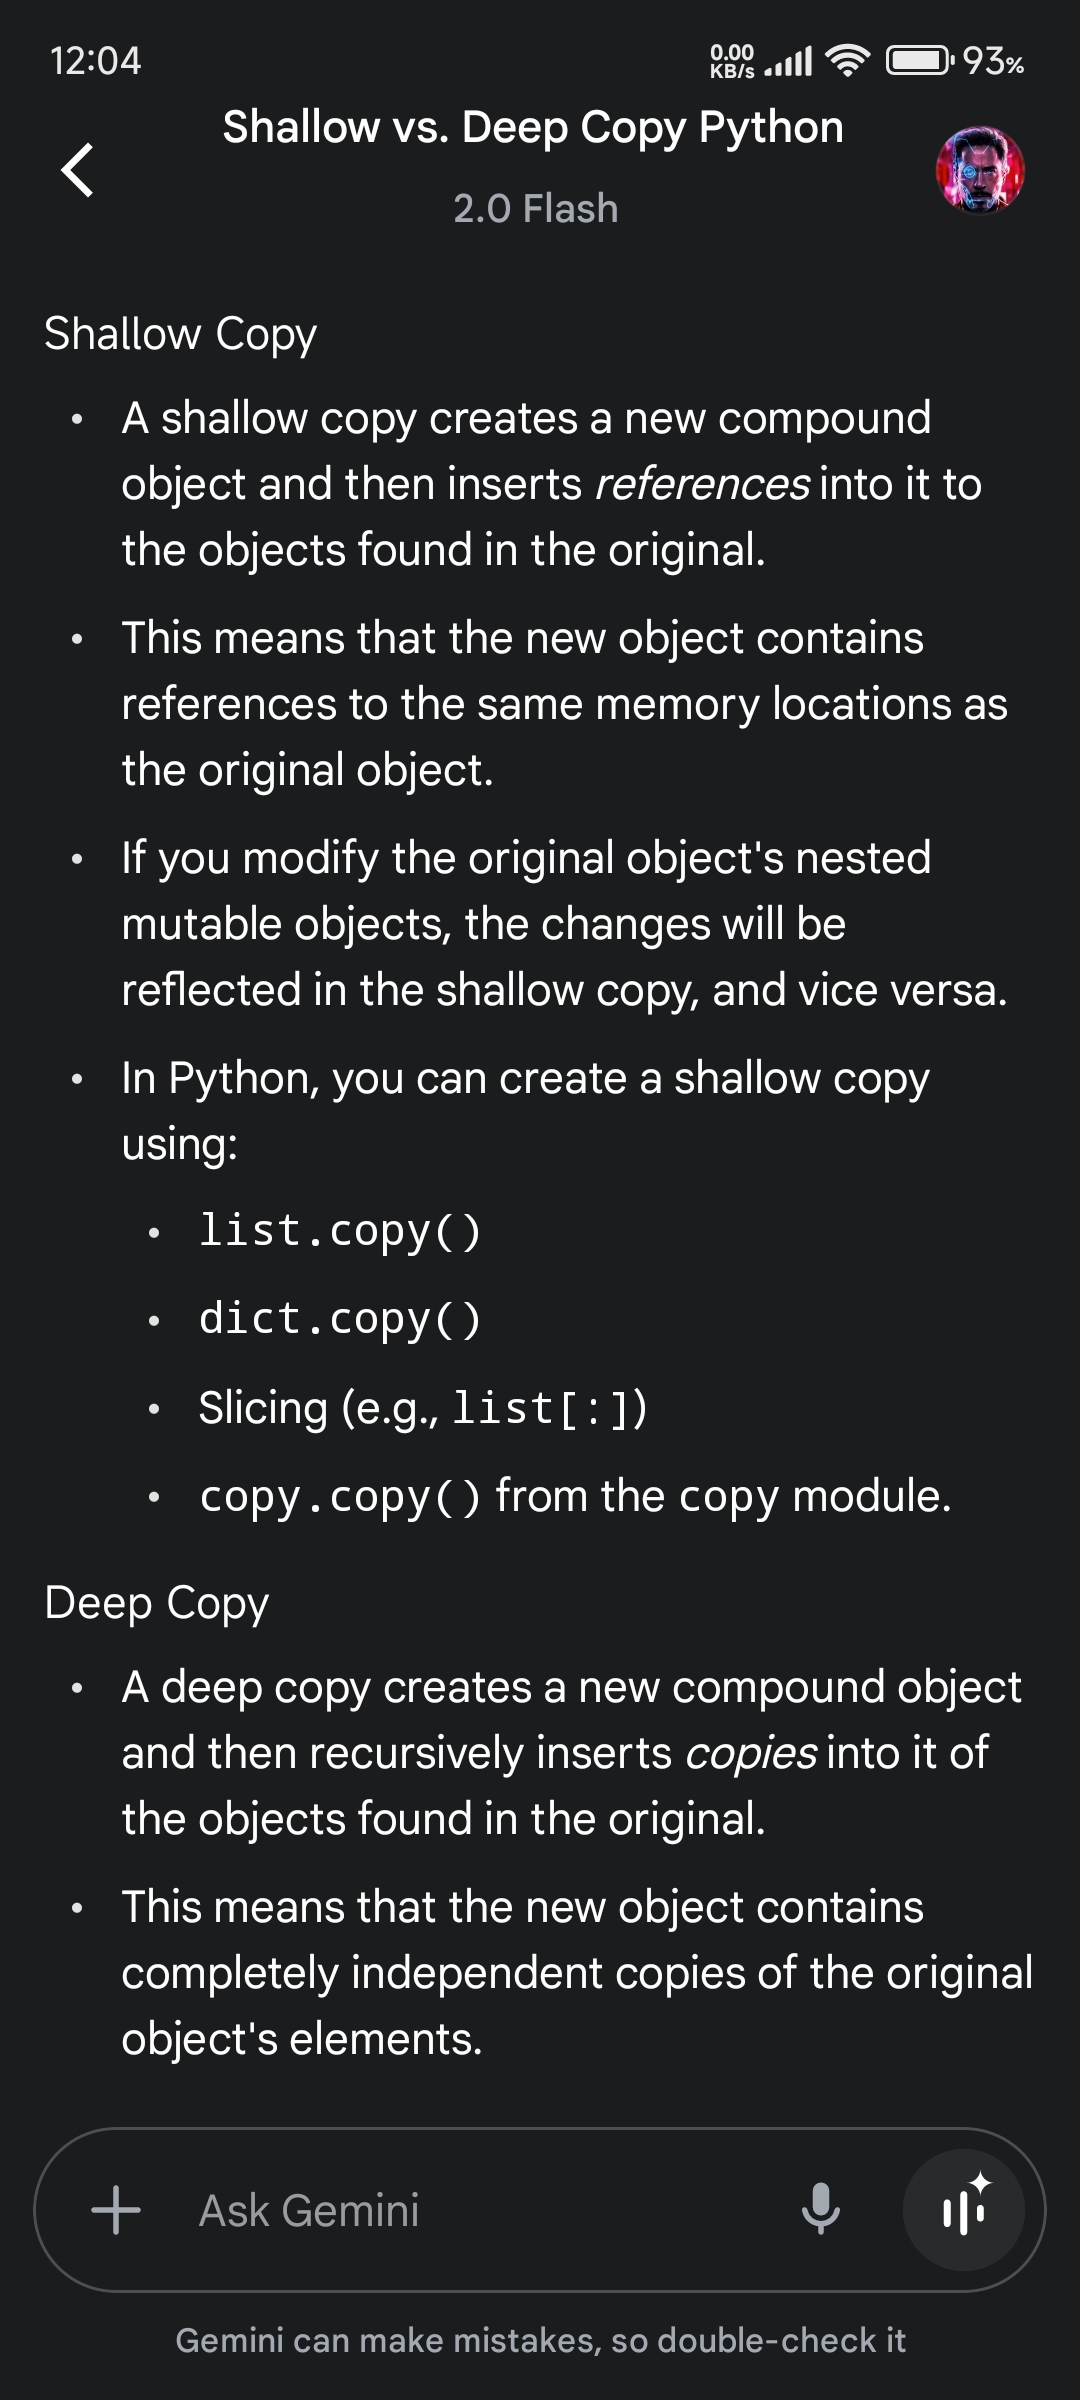 12:04
0.00
KB/s
93%
Shallow vs. Deep Copy Python
2.0 Flash
Shallow Copy
• A shallow copy creates a new compound
object and then inserts references into it to
the objects found in the original.
• This means that the new object contains
references to the same memory locations as
the original object.
• If you modify the original object's nested
mutable objects, the changes will be
reflected in the shallow copy, and vice versa.
• In Python, you can create a shallow copy
using:
• list.copy()
• dict.copy()
• Slicing (e.g., list[:])
• copy.copy() from the copy module.
Deep Copy
• A deep copy creates a new compound object
and then recursively inserts copies into it of
the objects found in the original.
• This means that the new object contains
completely independent copies of the original
object's elements.
Ask Gemini
Gemini can make mistakes, so double-check it